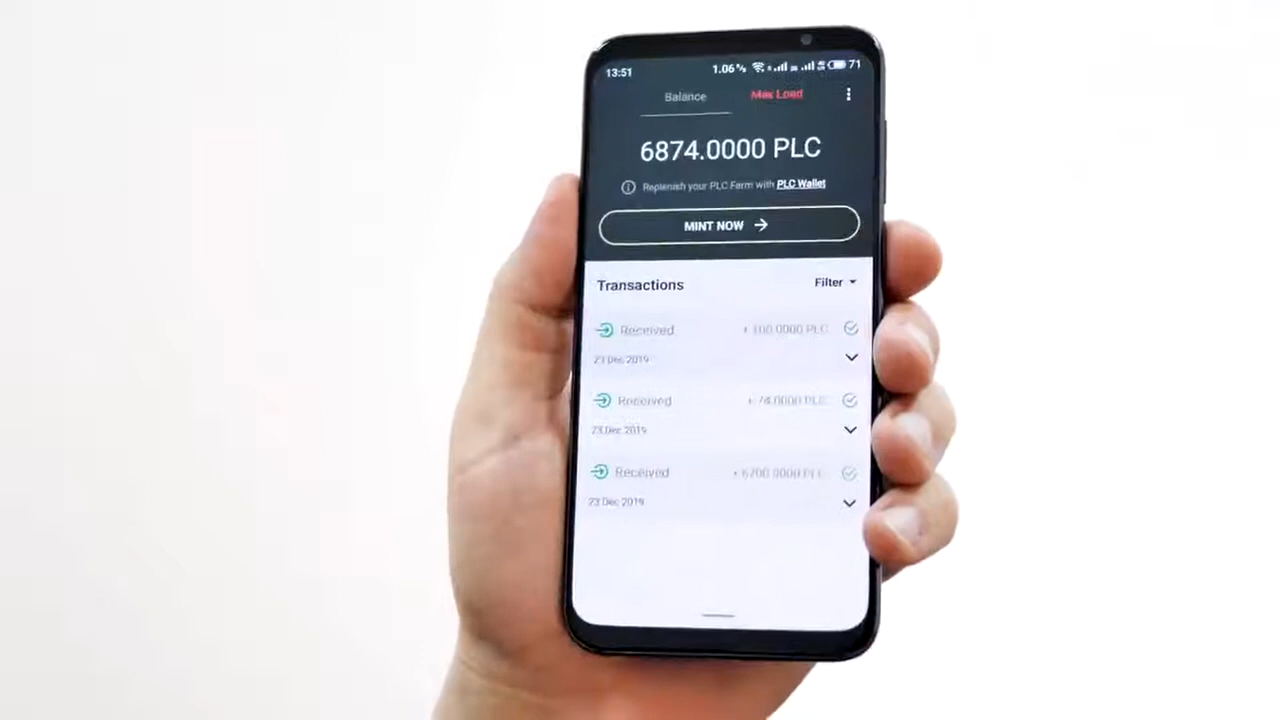 13:51 1.06 71
Balance Max Load
6874.0000 PLC
Replenish your PLC Farm with PLC Wallet
MINT NOW
Transactions Filter
Received + 100.0000 PLC
23 Dec 2019
Received + 74.0000 PLC
23 Dec 2019
Received + 6700.0000 PLC
23 Dec 2019